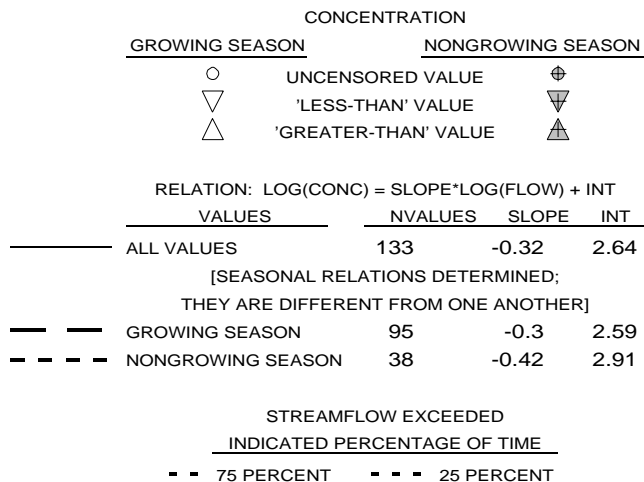 CONCENTRATION
GROWING SEASON NONGROWING SEASON
UNCENSORED VALUE
'LESS-THAN' VALUE
'GREATER-THAN' VALUE
RELATION: LOG(CONC) = SLOPE*LOG(FLOW) + INT
VALUES NVALUES SLOPE INT
ALL VALUES 133 -0.32 2.64
[SEASONAL RELATIONS DETERMINED;
THEY ARE DIFFERENT FROM ONE ANOTHER]
GROWING SEASON 95 -0.3 2.59
NONGROWING SEASON 38 -0.42 2.91
STREAMFLOW EXCEEDED
INDICATED PERCENTAGE OF TIME
75 PERCENT 25 PERCENT